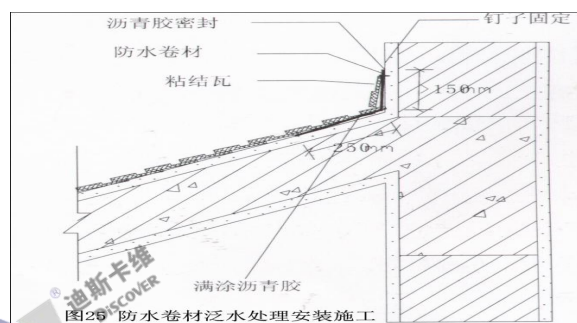 沥青胶密封
钉子固定
防水卷材
粘结瓦
150mm
250mm
满涂沥青胶
®
迪斯卡维
DISCOVER
图25 防水卷材泛水处理安装施工